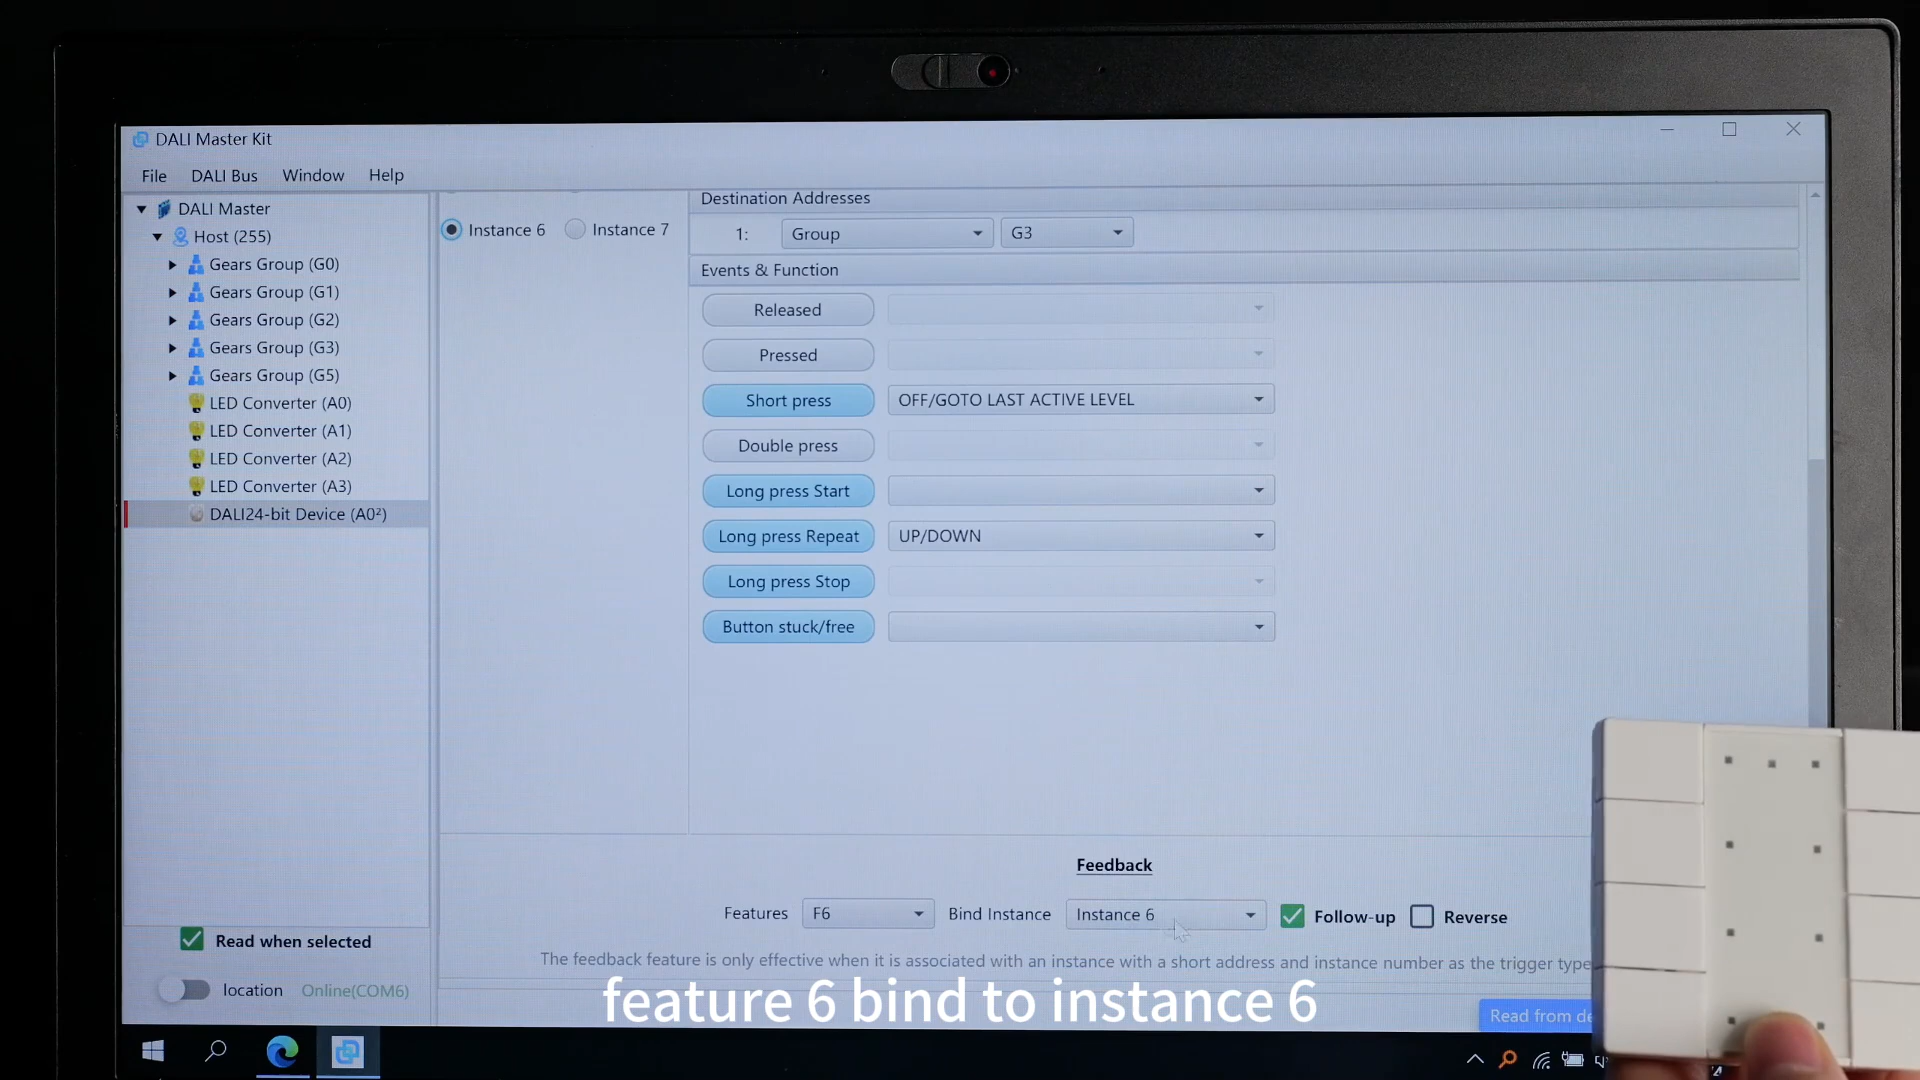 DALI Master Kit
File DALI Bus Window Help
DALI Master
Host (255)
Gears Group (G0)
Gears Group (G1)
Gears Group (G2)
Gears Group (G3)
Gears Group (G5)
LED Converter (A0)
LED Converter (A1)
LED Converter (A2)
LED Converter (A3)
DALI24-bit Device (A0²)
Read when selected
location Online(COM6)
Instance 6 Instance 7
Destination Addresses
1: Group G3
Events & Function
Released
Pressed
Short press OFF/GOTO LAST ACTIVE LEVEL
Double press
Long press Start
Long press Repeat UP/DOWN
Long press Stop
Button stuck/free
Feedback
Features F6 Bind Instance Instance 6 Follow-up Reverse
The feedback feature is only effective when it is associated with an instance with a short address and instance number as the trigger type
Read from
feature 6 bind to instance 6